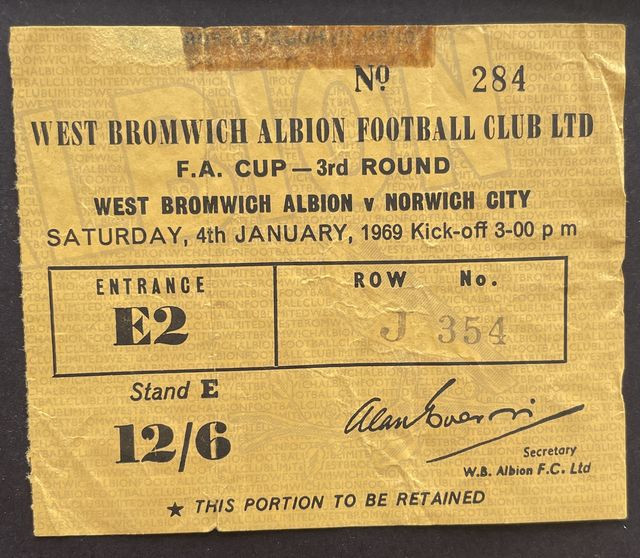 Nº 284
WEST BROMWICH ALBION FOOTBALL CLUB LTD
F.A. CUP — 3rd ROUND
WEST BROMWICH ALBION v NORWICH CITY
SATURDAY, 4th JANUARY, 1969 Kick-off 3-00 p m
ENTRANCE ROW No.
E2 J 354
Stand E
12/6
Secretary
W.B. Albion F.C. Ltd
★ THIS PORTION TO BE RETAINED
ALBION